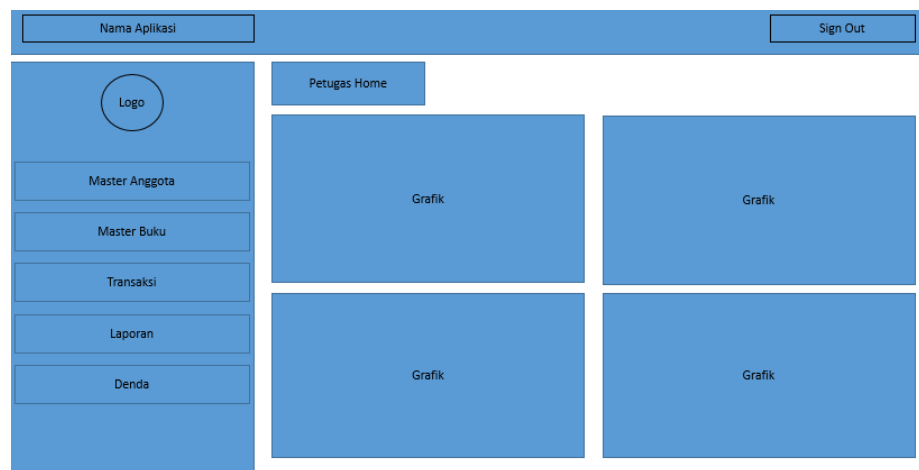 Nama Aplikasi
Sign Out
Logo
Petugas Home
Master Anggota
Master Buku
Transaksi
Laporan
Denda
Grafik
Grafik
Grafik
Grafik